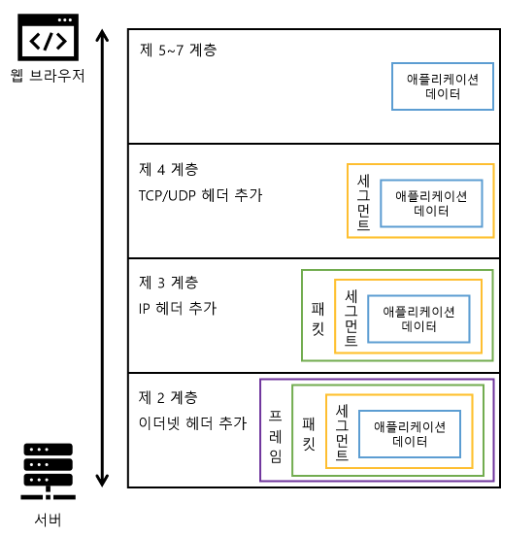 </>
웹 브라우저
제 5~7 계층
애플리케이션
데이터
제 4 계층
TCP/UDP 헤더 추가
세그먼트
애플리케이션
데이터
제 3 계층
IP 헤더 추가
패킷
세그먼트
애플리케이션
데이터
제 2 계층
이더넷 헤더 추가
프레임
패킷
세그먼트
애플리케이션
데이터
서버